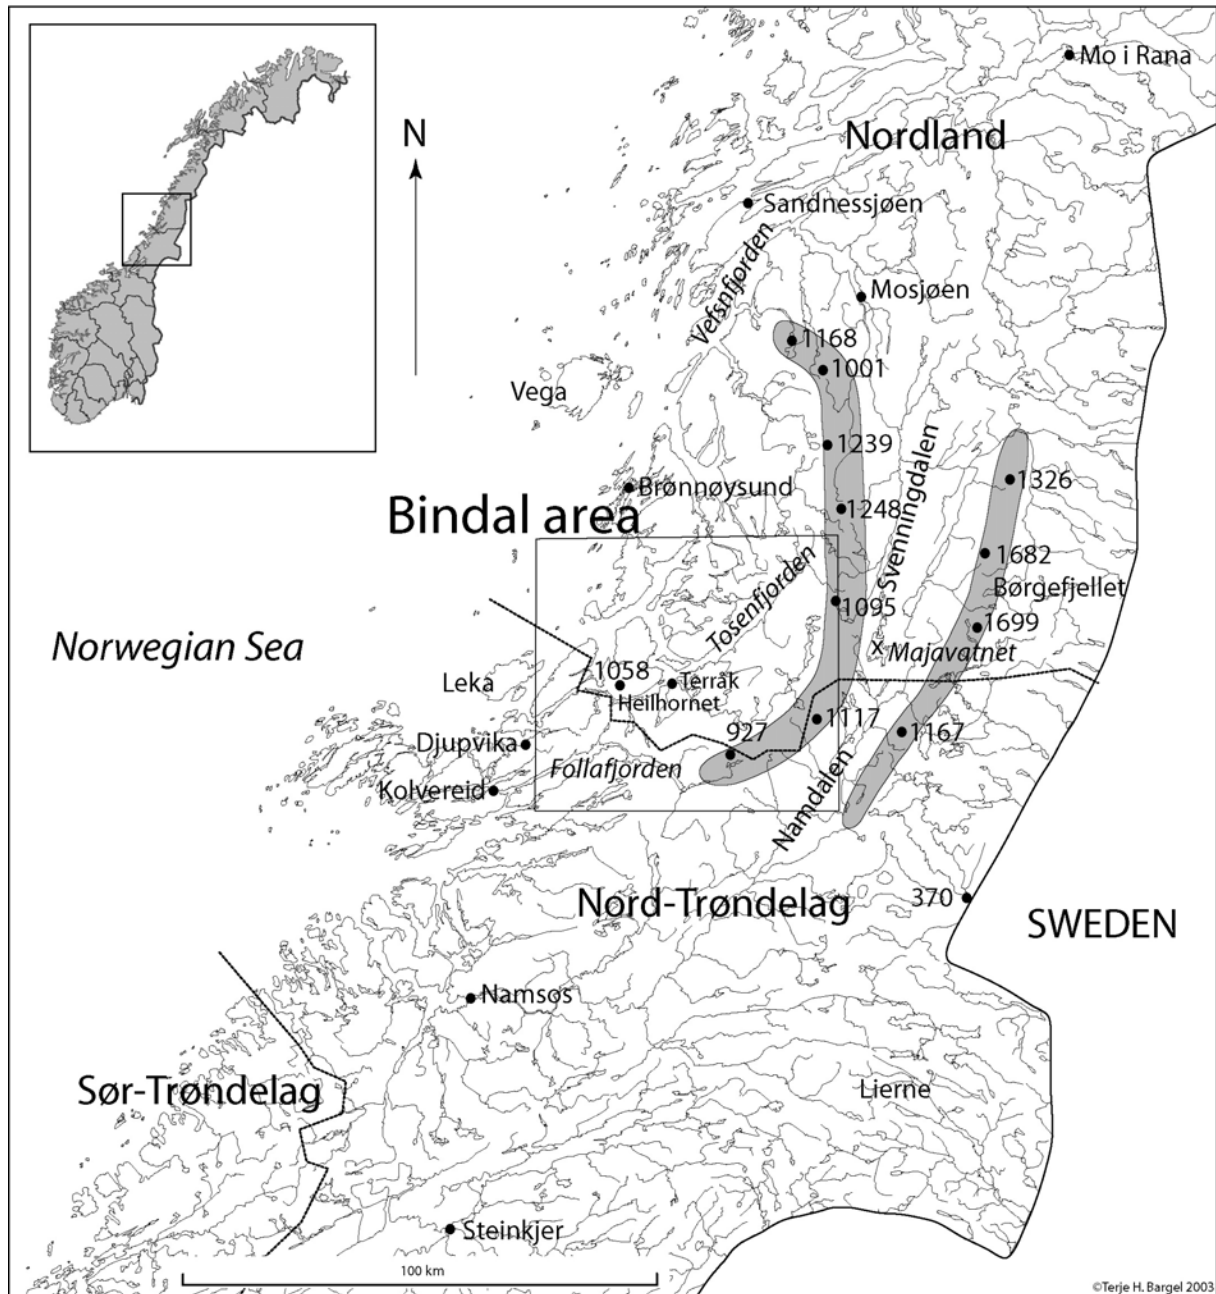 Mo i Rana
N
Nordland
Sandnessjøen
Vefsnfjorden
Mosjøen
1168
1001
Vega
1239
Svenningdalen
1326
Brønnøysund
1248
Bindal area
1682
Børgefjellet
Tosenfjorden
1095
1699
Norwegian Sea
Majavatnet
Leka
1058
Terråk
Heilhornet
1117
927
1167
Djupvika
Follafjorden
Kolvereid
Namdalen
370
Nord-Trøndelag
SWEDEN
Namsos
Sør-Trøndelag
Lierne
Steinkjer
100 km
©Terje H. Bargel 2003